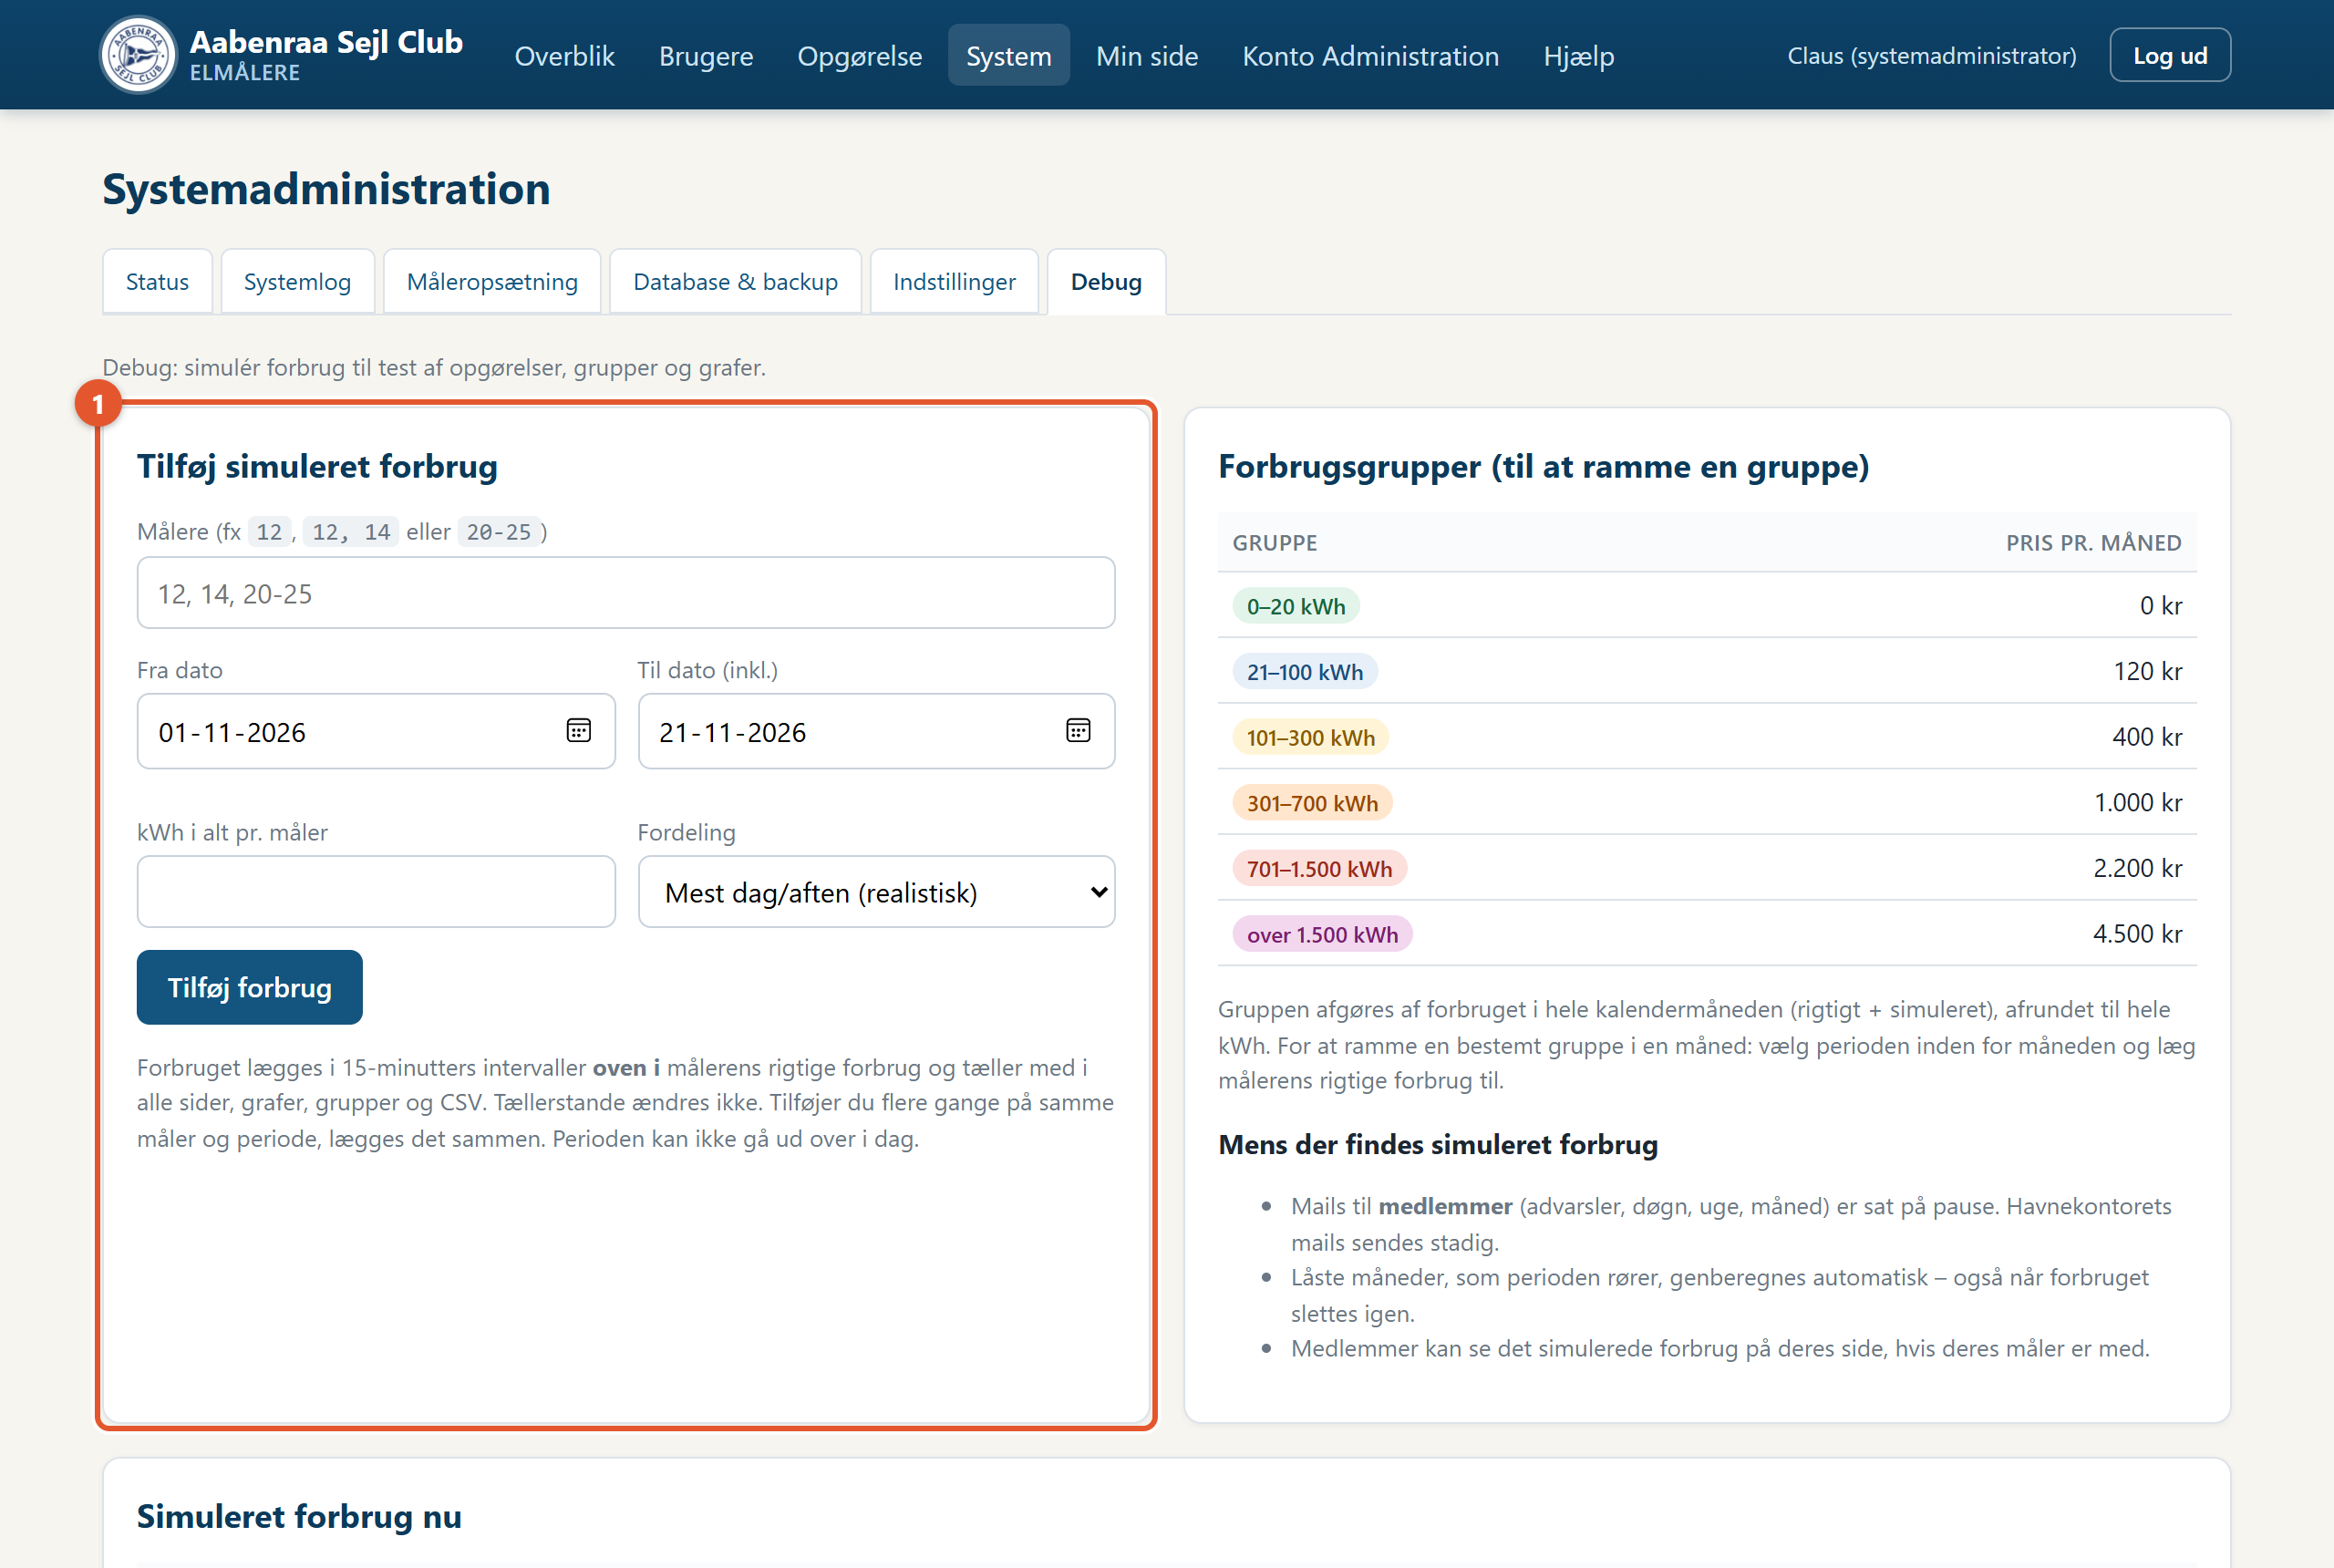 Aabenraa Sejl Club
ELMÅLERE
AABENRAA
SEJL CLUB
Overblik
Brugere
Opgørelse
System
Min side
Konto Administration
Hjælp
Claus (systemadministrator)
Log ud
Systemadministration
Status
Systemlog
Måleropsætning
Database & backup
Indstillinger
Debug
Debug: simulér forbrug til test af opgørelser, grupper og grafer.
1
Tilføj simuleret forbrug
Målere (fx 12, 12, 14 eller 20-25)
12, 14, 20-25
Fra dato
Til dato (inkl.)
01-11-2026
21-11-2026
kWh i alt pr. måler
Fordeling
Mest dag/aften (realistisk)
Tilføj forbrug
Forbruget lægges i 15-minutters intervaller oven i målerens rigtige forbrug og tæller med i
alle sider, grafer, grupper og CSV. Tællerstande ændres ikke. Tilføjer du flere gange på samme
måler og periode, lægges det sammen. Perioden kan ikke gå ud over i dag.
Forbrugsgrupper (til at ramme en gruppe)
GRUPPE PRIS PR. MÅNED
0–20 kWh 0 kr
21–100 kWh 120 kr
101–300 kWh 400 kr
301–700 kWh 1.000 kr
701–1.500 kWh 2.200 kr
over 1.500 kWh 4.500 kr
Gruppen afgøres af forbruget i hele kalendermåneden (rigtigt + simuleret), afrundet til hele
kWh. For at ramme en bestemt gruppe i en måned: vælg perioden inden for måneden og læg
målerens rigtige forbrug til.
Mens der findes simuleret forbrug
Mails til medlemmer (advarsler, døgn, uge, måned) er sat på pause. Havnekontorets
mails sendes stadig.
Låste måneder, som perioden rører, genberegnes automatisk – også når forbruget
slettes igen.
Medlemmer kan se det simulerede forbrug på deres side, hvis deres måler er med.
Simuleret forbrug nu